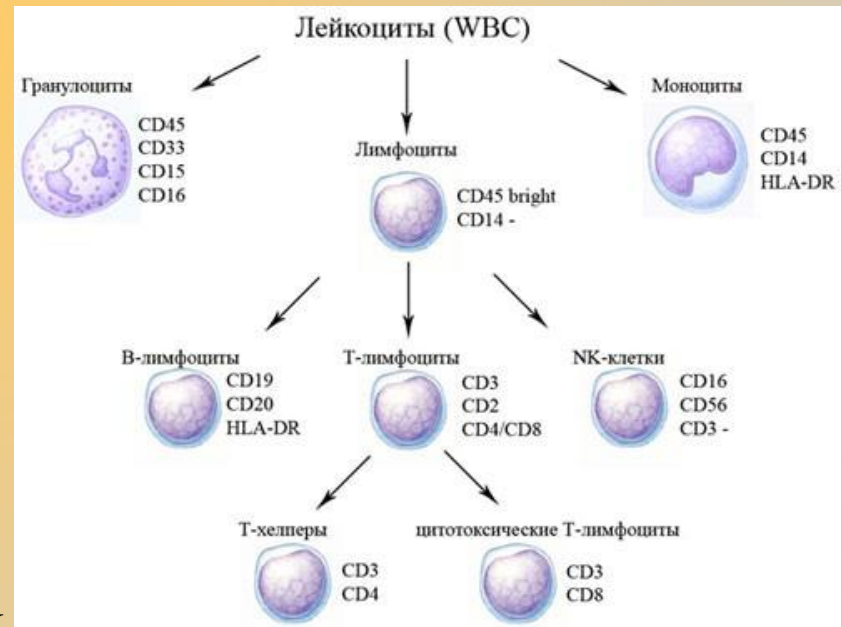 Лейкоциты (WBC)
Гранулоциты
CD45
CD33
CD15
CD16
Лимфоциты
CD45 bright
CD14 -
Моноциты
CD45
CD14
HLA-DR
В-лимфоциты
CD19
CD20
HLA-DR
Т-лимфоциты
CD3
CD2
CD4/CD8
NK-клетки
CD16
CD56
CD3 -
Т-хелперы
CD3
CD4
цитотоксические Т-лимфоциты
CD3
CD8